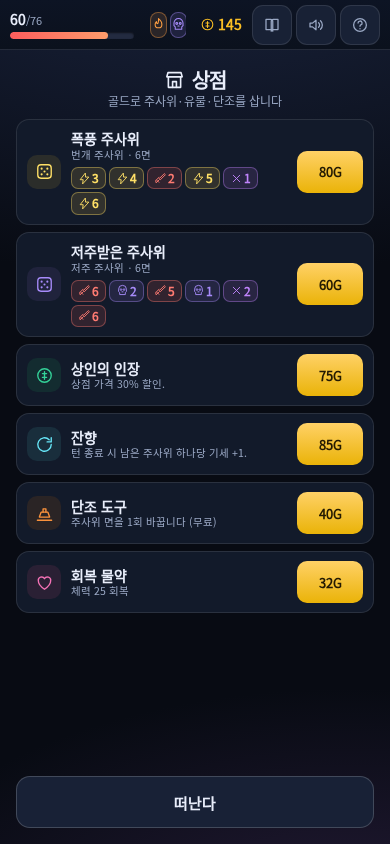 60/76
145
상점
골드로 주사위·유물·단조를 삽니다
폭풍 주사위
번개 주사위 · 6면
3 4 2 5 1
6
80G
저주받은 주사위
저주 주사위 · 6면
6 2 5 1 2
6
60G
상인의 인장
상점 가격 30% 할인.
75G
잔향
턴 종료 시 남은 주사위 하나당 기세 +1.
85G
단조 도구
주사위 면을 1회 바꿉니다 (무료)
40G
회복 물약
체력 25 회복
32G
떠난다